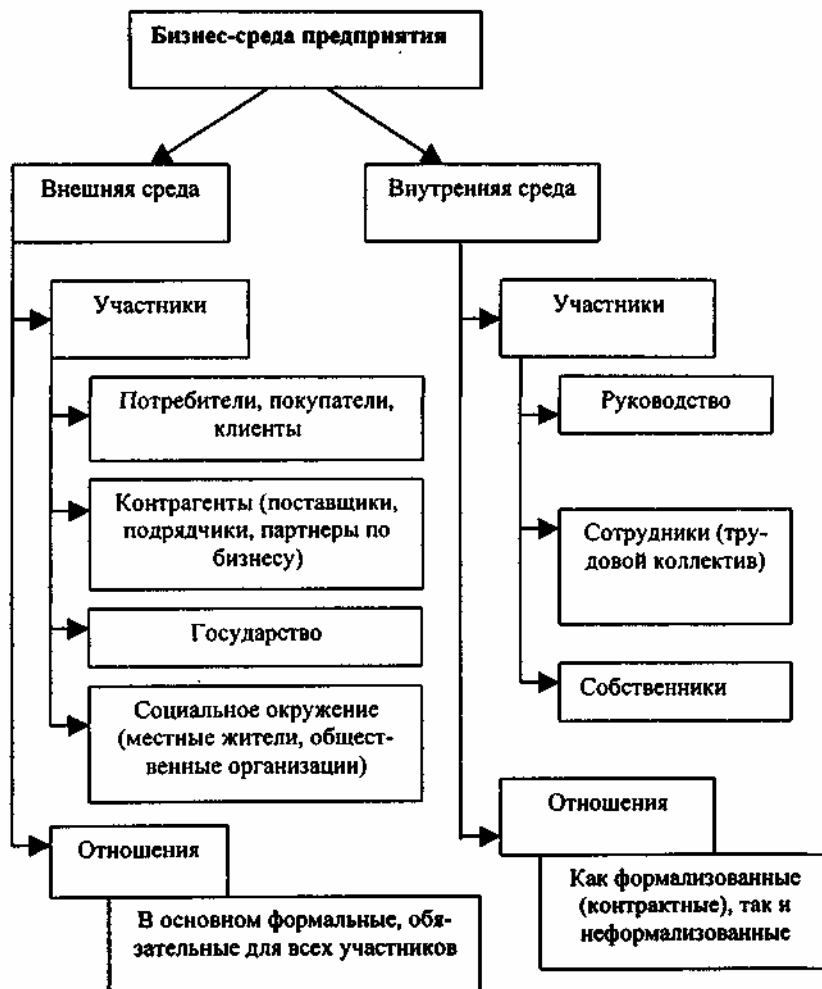 Бизнес-среда предприятия
Внешняя среда
Внутренняя среда
Участники
Потребители, покупатели,
клиенты
Контрагенты (поставщики,
подрядчики, партнеры по
бизнесу)
Государство
Социальное окружение
(местные жители, общест-
венные организации)
Отношения
В основном формальные, обя-
зательные для всех участников
Участники
Руководство
Сотрудники (тру-
довой коллектив)
Собственники
Отношения
Как формализованные
(контрактные), так и
неформализованные